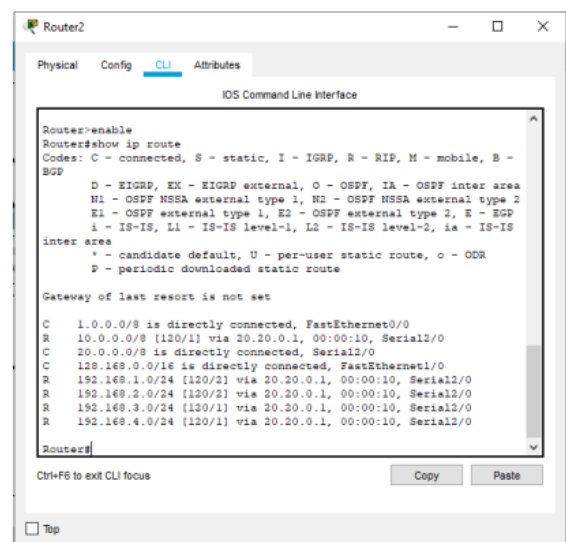 Router2
Physical Config CLI Attributes
IOS Command Line Interface
Router>enable
Router#show ip route
Codes: C - connected, S - static, I - IGRP, R - RIP, M - mobile, B -
BGP
D - EIGRP, EX - EIGRP external, O - OSPF, IA - OSPF inter area
N1 - OSPF NSSA external type 1, N2 - OSPF NSSA external type 2
E1 - OSPF external type 1, E2 - OSPF external type 2, E - EGP
i - IS-IS, L1 - IS-IS level-1, L2 - IS-IS level-2, ia - IS-IS
inter area
* - candidate default, U - per-user static route, o - ODR
P - periodic downloaded static route
Gateway of last resort is not set
C 1.0.0.0/8 is directly connected, FastEthernet0/0
R 10.0.0.0/8 [120/1] via 20.20.0.1, 00:00:10, Serial2/0
C 20.0.0.0/8 is directly connected, Serial2/0
C 128.168.0.0/16 is directly connected, FastEthernet1/0
R 192.168.1.0/24 [120/2] via 20.20.0.1, 00:00:10, Serial2/0
R 192.168.2.0/24 [120/2] via 20.20.0.1, 00:00:10, Serial2/0
R 192.168.3.0/24 [120/1] via 20.20.0.1, 00:00:10, Serial2/0
R 192.168.4.0/24 [120/1] via 20.20.0.1, 00:00:10, Serial2/0
Router#
Ctrl+F6 to exit CLI focus
Copy Paste
Top